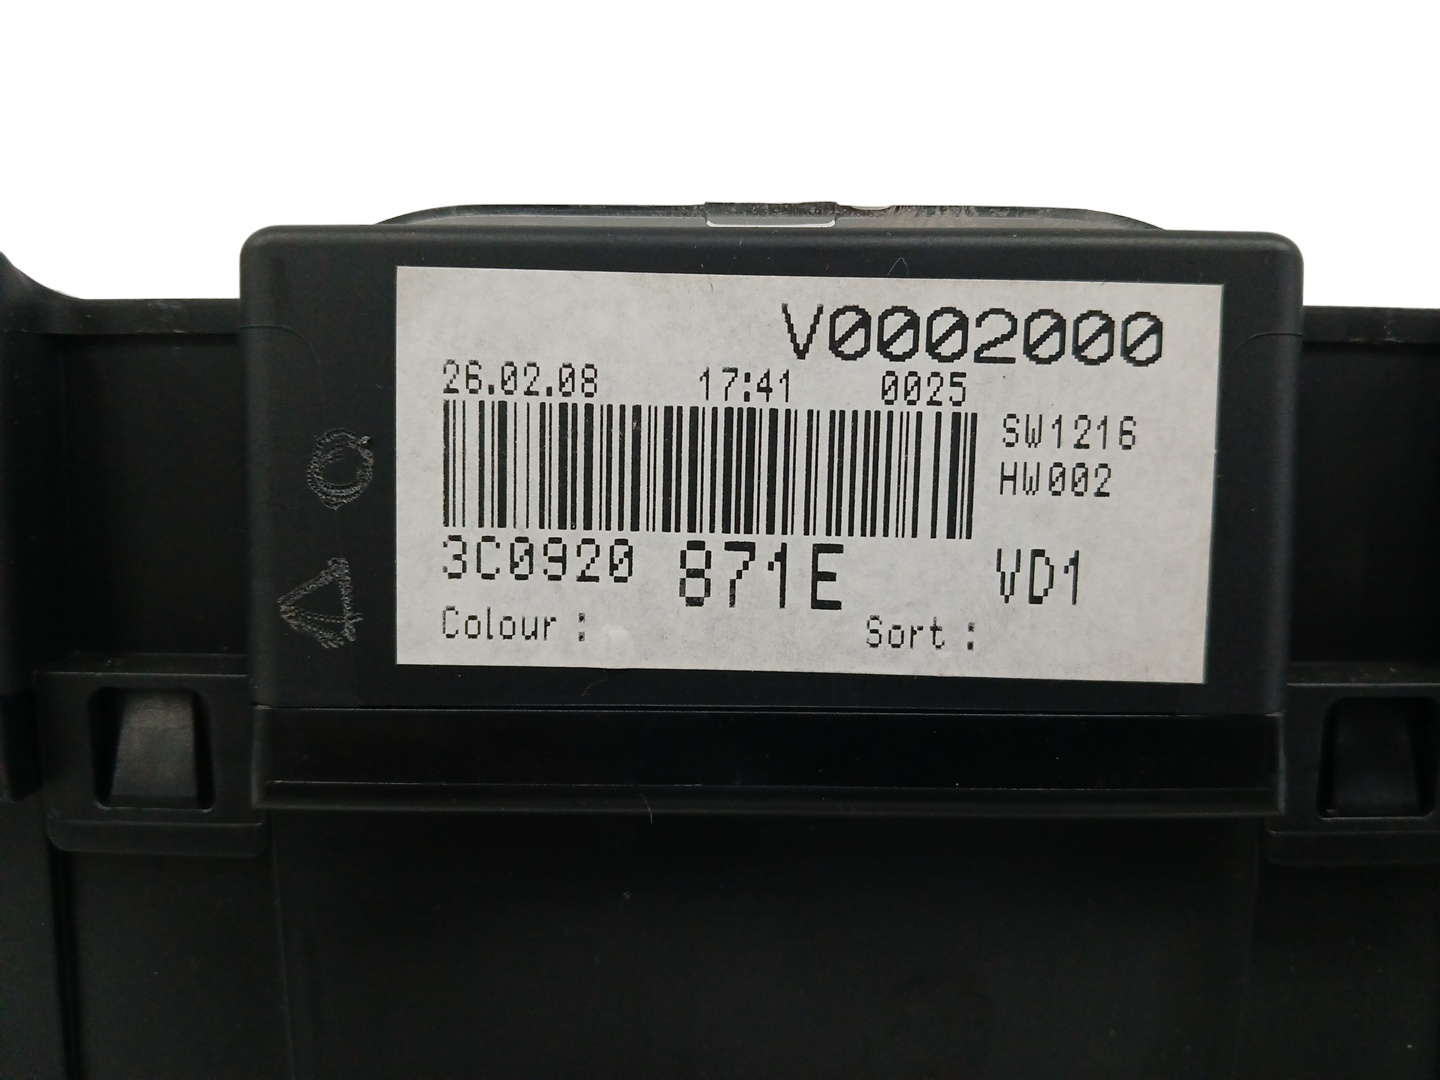 V0002000
26.02.08 17:41 0025
SW1216
HW002
3C0920 871E VD1
Colour : Sort :